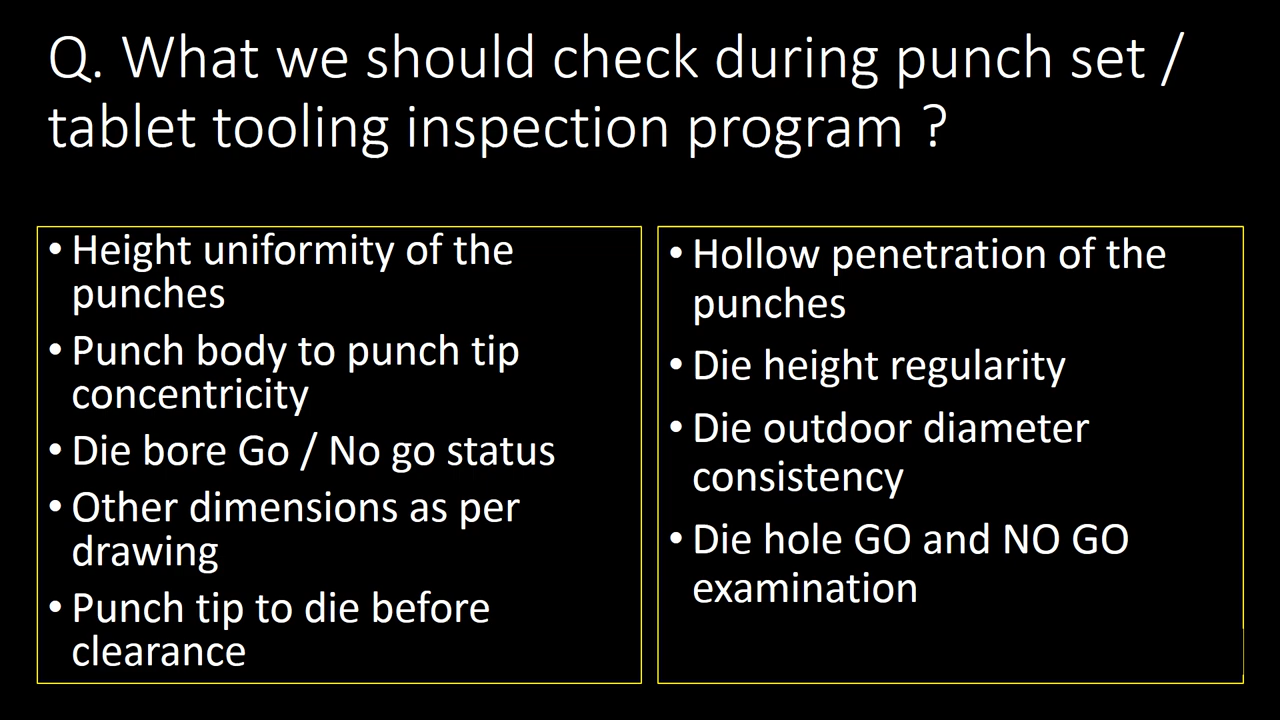 Q. What we should check during punch set /
tablet tooling inspection program ?
• Height uniformity of the
punches
• Punch body to punch tip
concentricity
• Die bore Go / No go status
• Other dimensions as per
drawing
• Punch tip to die before
clearance
• Hollow penetration of the
punches
• Die height regularity
• Die outdoor diameter
consistency
• Die hole GO and NO GO
examination